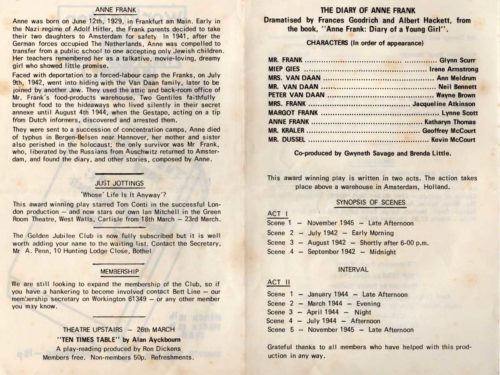 ANNE FRANK
Anne was born on June 12th, 1929, in Frankfurt am Main. Early in
the Nazi regime of Adolf Hitler, the Frank parents decided to take
their two daughters to Amsterdam for safety. In 1941, after the
German forces occupied the Netherlands, Anne was compelled to
transfer from a public school to one accepting only Jewish children.
Her teachers remembered her as a talkative, movie-loving, dreamy
girl who showed little promise.
Faced with deportation to a forced-labour camp the Franks, on July
9th, 1942, went into hiding with the Van Daan family, later to be
joined by another Jew. They used the attic and back-room office of
Mr. Frank's food-products warehouse. Two Gentiles faithfully
brought food to the hideaways who lived silently in their secret
annexe until August 4th 1944, when the Gestapo, acting on a tip
from Dutch informers, discovered and arrested them.
They were sent to a succession of concentration camps, Anne died
of typhus in Bergen-Belsen near Hannover, her mother and sister
also perished in the holocaust; the only survivor was Mr Frank,
who, liberated by the Russians from Auschwitz returned to Amster-
dam, and found the diary, and other stories, composed by Anne.
JUST JOTTINGS
'Whose' Life Is It Anyway'?
This award winning play starred Tom Conti in the successful Lon-
don production — and now stars our own Ian Mitchell in the Green
Room Theatre, West Walls, Carlisle from 18th March - 23rd March.
The Golden Jubilee Club is now fully subscribed but it is well
worth adding your name to the waiting list. Contact the Secretary,
Mr. A. Penn, 10 Hunting Lodge Close, Bothel
MEMBERSHIP
We are still looking to expand the membership of the Club, so if
you have a hankering to become involved contact Bett Line — our
mem'ership secretary on Workington 61349 — or any other member
you may know.
THEATRE UPSTAIRS — 26th MARCH
"TEN TIMES TABLE" by Alan Ayckbourn
A play-reading produced by Ron Dickens
Members free. Non-members 50p. Refreshments.
THE DIARY OF ANNE FRANK
Dramatised by Frances Goodrich and Albert Hackett, from
the book, "Anne Frank: Diary of a Young Girl".
CHARACTERS (In order of appearance)
MR. FRANK Glynn Scorr
MIEP GIES Irene Armstrong
MRS. VAN DAAN Ann Meldrum
MR. VAN DAAN Neil Bennett
PETER VAN DAAN Wayne Brown
MRS. FRANK Jacqueline Atkinson
MARGOT FRANK Lynne Scott
ANNE FRANK Katharyn Thomas
MR. KRALER Geoffrey McCourt
MR. DUSSEL Kevin McCourt
Co-produced by Gwyneth Savage and Brenda Little.
This award winning play is written in two acts. The action takes
place above a warehouse in Amsterdam, Holland.
SYNOPSIS OF SCENES
ACT I
Scene 1 - November 1945 - Late Afternoon
Scene 2 - July 1942 - Early Morning
Scene 3 - August 1942 - Shortly after 6-00 p.m.
Scene 4 - September 1942 - Midnight
INTERVAL
ACT II
Scene 1 - January 1944 - Late Afternoon
Scene 2 - March 1944 - Evening
Scene 3 - April 1944 - Night
Scene 4 - July 1944 - Afternoon
Scene 5 - November 1945 - Late Afternoon
Grateful thanks to all members who have helped with this pro-
duction in any way.